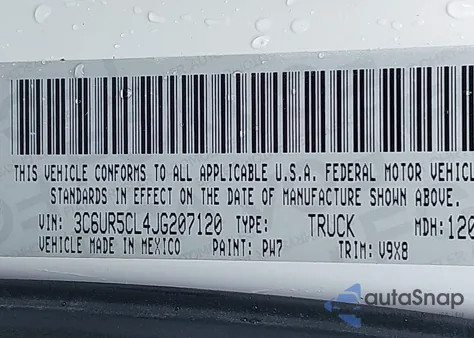 THIS VEHICLE CONFORMS TO ALL APPLICABLE U.S.A. FEDERAL MOTOR VEHICL
STANDARDS IN EFFECT ON THE DATE OF MANUFACTURE SHOWN ABOVE.
VIN: 3C6UR5CL4JG207120 TYPE: TRUCK MDH: 120
VEHICLE MADE IN MEXICO PAINT: PW7 TRIM: V9X8
autoSnap